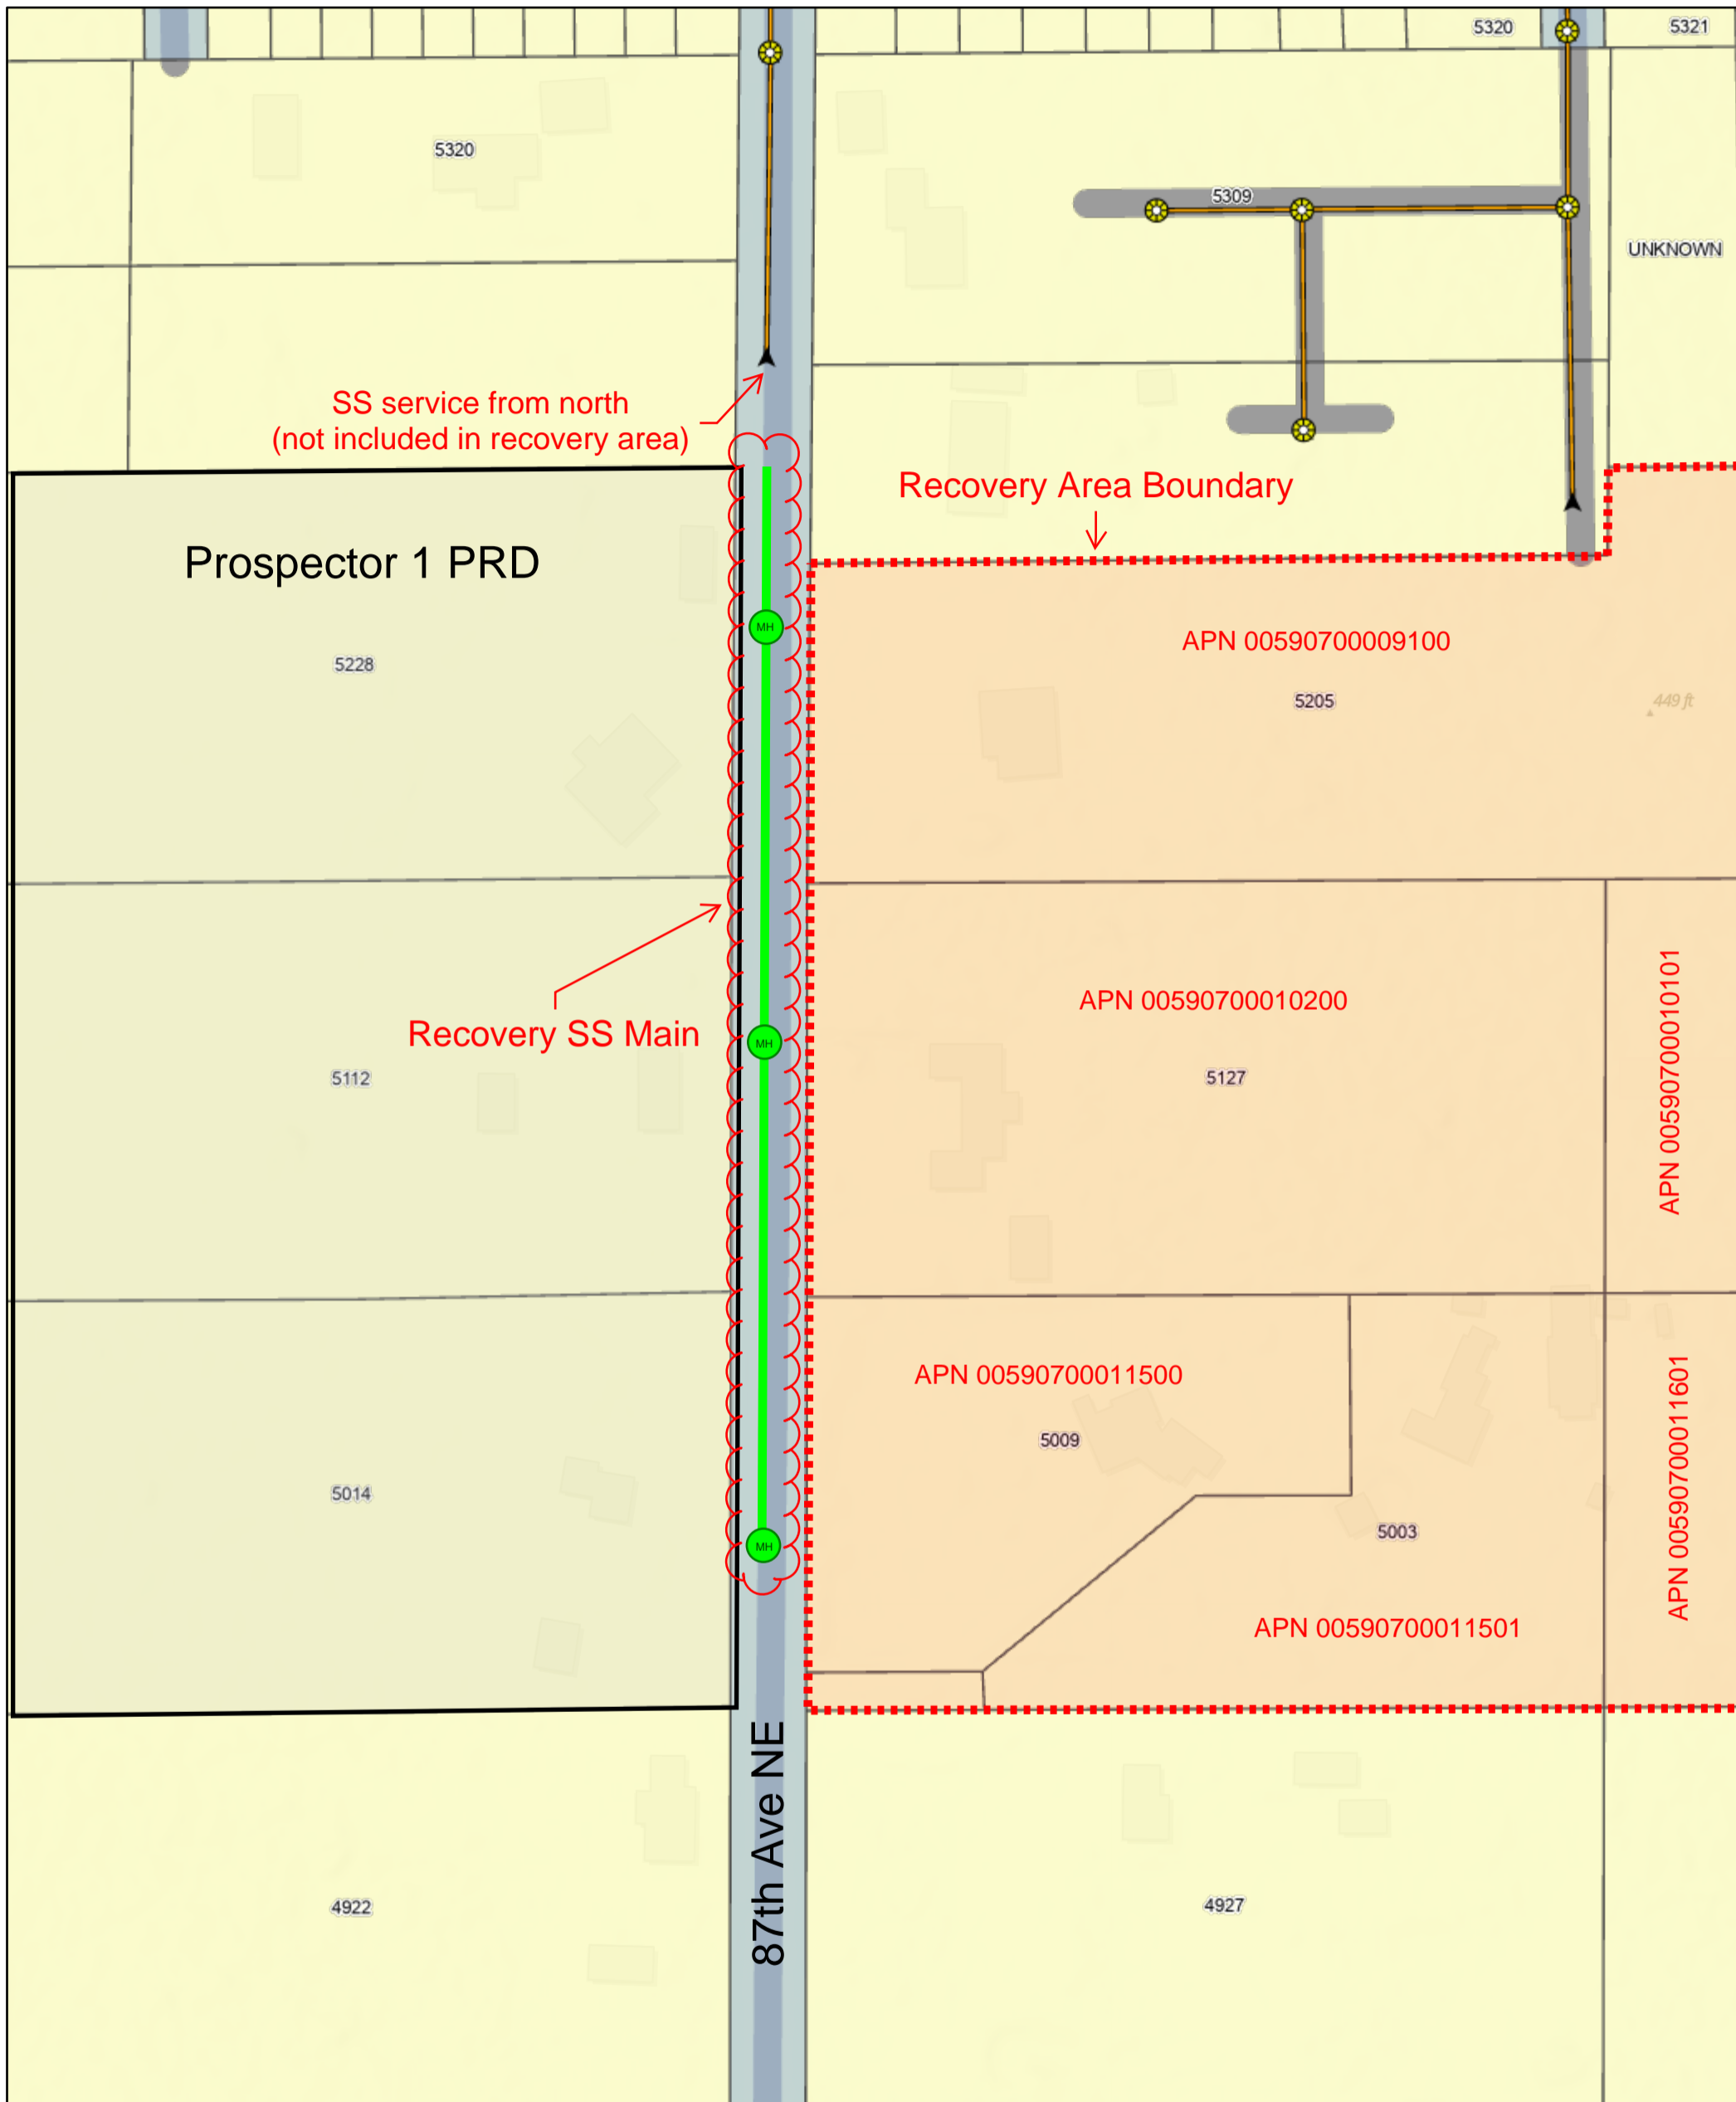 5320
5321
5320
5309
UNKNOWN
SS service from north
(not included in recovery area)
Recovery Area Boundary
Prospector 1 PRD
MH
APN 00590700009100
5228
5205
449 ft
Recovery SS Main
APN 00590700010200
APN 00590700010101
MH
5112
5127
APN 00590700011500
5009
APN 00590700011601
5014
5003
MH
APN 00590700011501
87th Ave NE
4922
4927